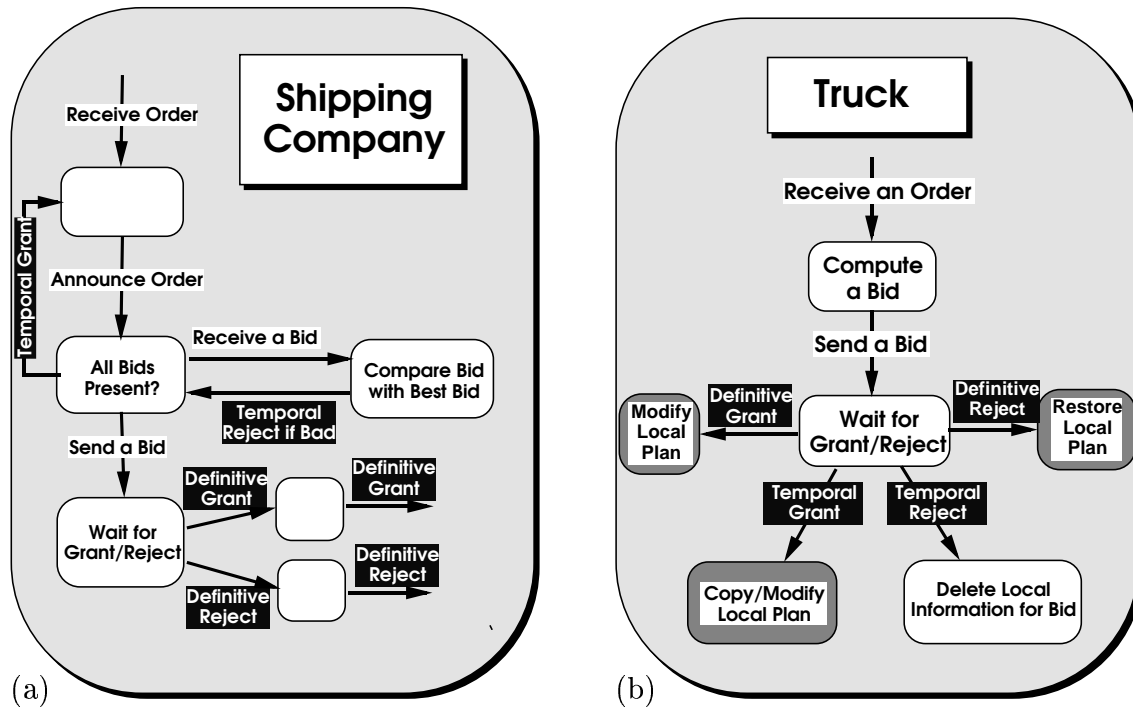 Shipping
Company
Receive Order
Temporal Grant
Announce Order
All Bids
Present?
Receive a Bid
Compare Bid
with Best Bid
Temporal
Reject if Bad
Send a Bid
Wait for
Grant/Reject
Definitive
Grant
Definitive
Grant
Definitive
Reject
Definitive
Reject
(a)
Truck
Receive an Order
Compute
a Bid
Send a Bid
Wait for
Grant/Reject
Definitive
Grant
Modify
Local
Plan
Definitive
Reject
Restore
Local
Plan
Temporal
Grant
Temporal
Reject
Copy/Modify
Local Plan
Delete Local
Information for Bid
(b)